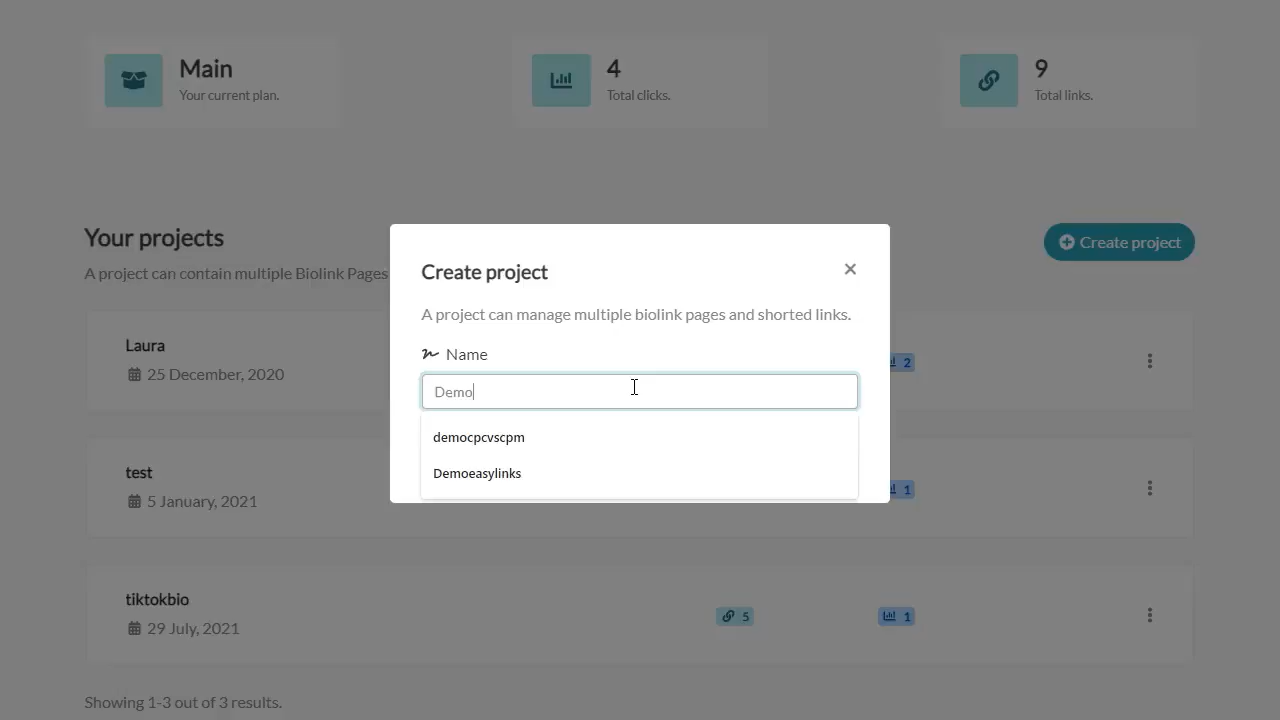 Main
Your current plan.
4
Total clicks.
9
Total links.
Your projects
Create project
A project can contain multiple Biolink Pages
Create project
×
A project can manage multiple biolink pages and shorted links.
Name
Demo
democpcvscpm
Demoeasylinks
Laura
25 December, 2020
2
test
5 January, 2021
1
tiktokbio
29 July, 2021
5
1
Showing 1-3 out of 3 results.